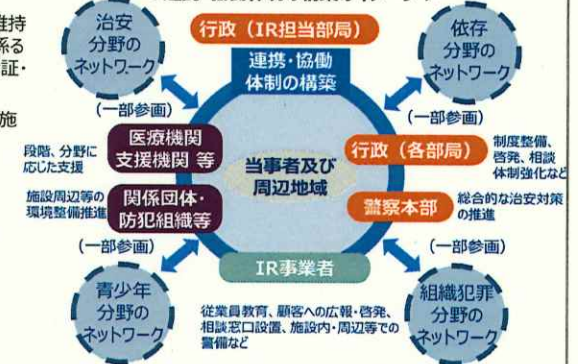 維持
係る
証・
施
治安
分野の
ネットワーク
行政（IR担当部局）
連携・協働
体制の構築
依存
分野の
ネットワーク
（一部参画）
（一部参画）
医療機関
支援機関 等
段階、分野に
応じた支援
当事者及び
周辺地域
行政（各部局）
制度整備、
啓発、相談
体制強化など
関係団体・
防犯組織等
施設周辺等の
環境整備推進
警察本部
総合的な治安対策
の推進
（一部参画）
（一部参画）
IR事業者
青少年
分野の
ネットワーク
従業員教育、顧客への広報・啓発、
相談窓口設置、施設内・周辺等での
警備など
組織犯罪
分野の
ネットワーク